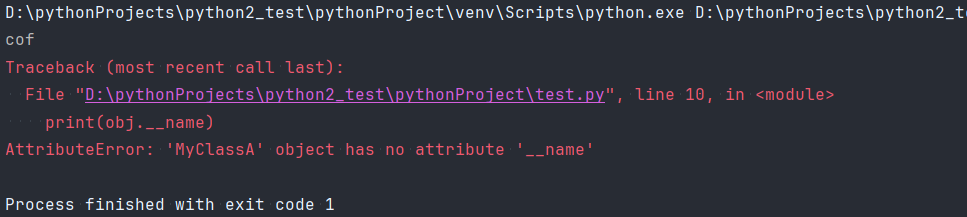 D:\pythonProjects\python2_test\pythonProject\venv\Scripts\python.exe D:\pythonProjects\python2_te
cof
Traceback (most recent call last):
  File "D:\pythonProjects\python2_test\pythonProject\test.py", line 10, in <module>
    print(obj.__name)
AttributeError: 'MyClassA' object has no attribute '__name'
Process finished with exit code 1